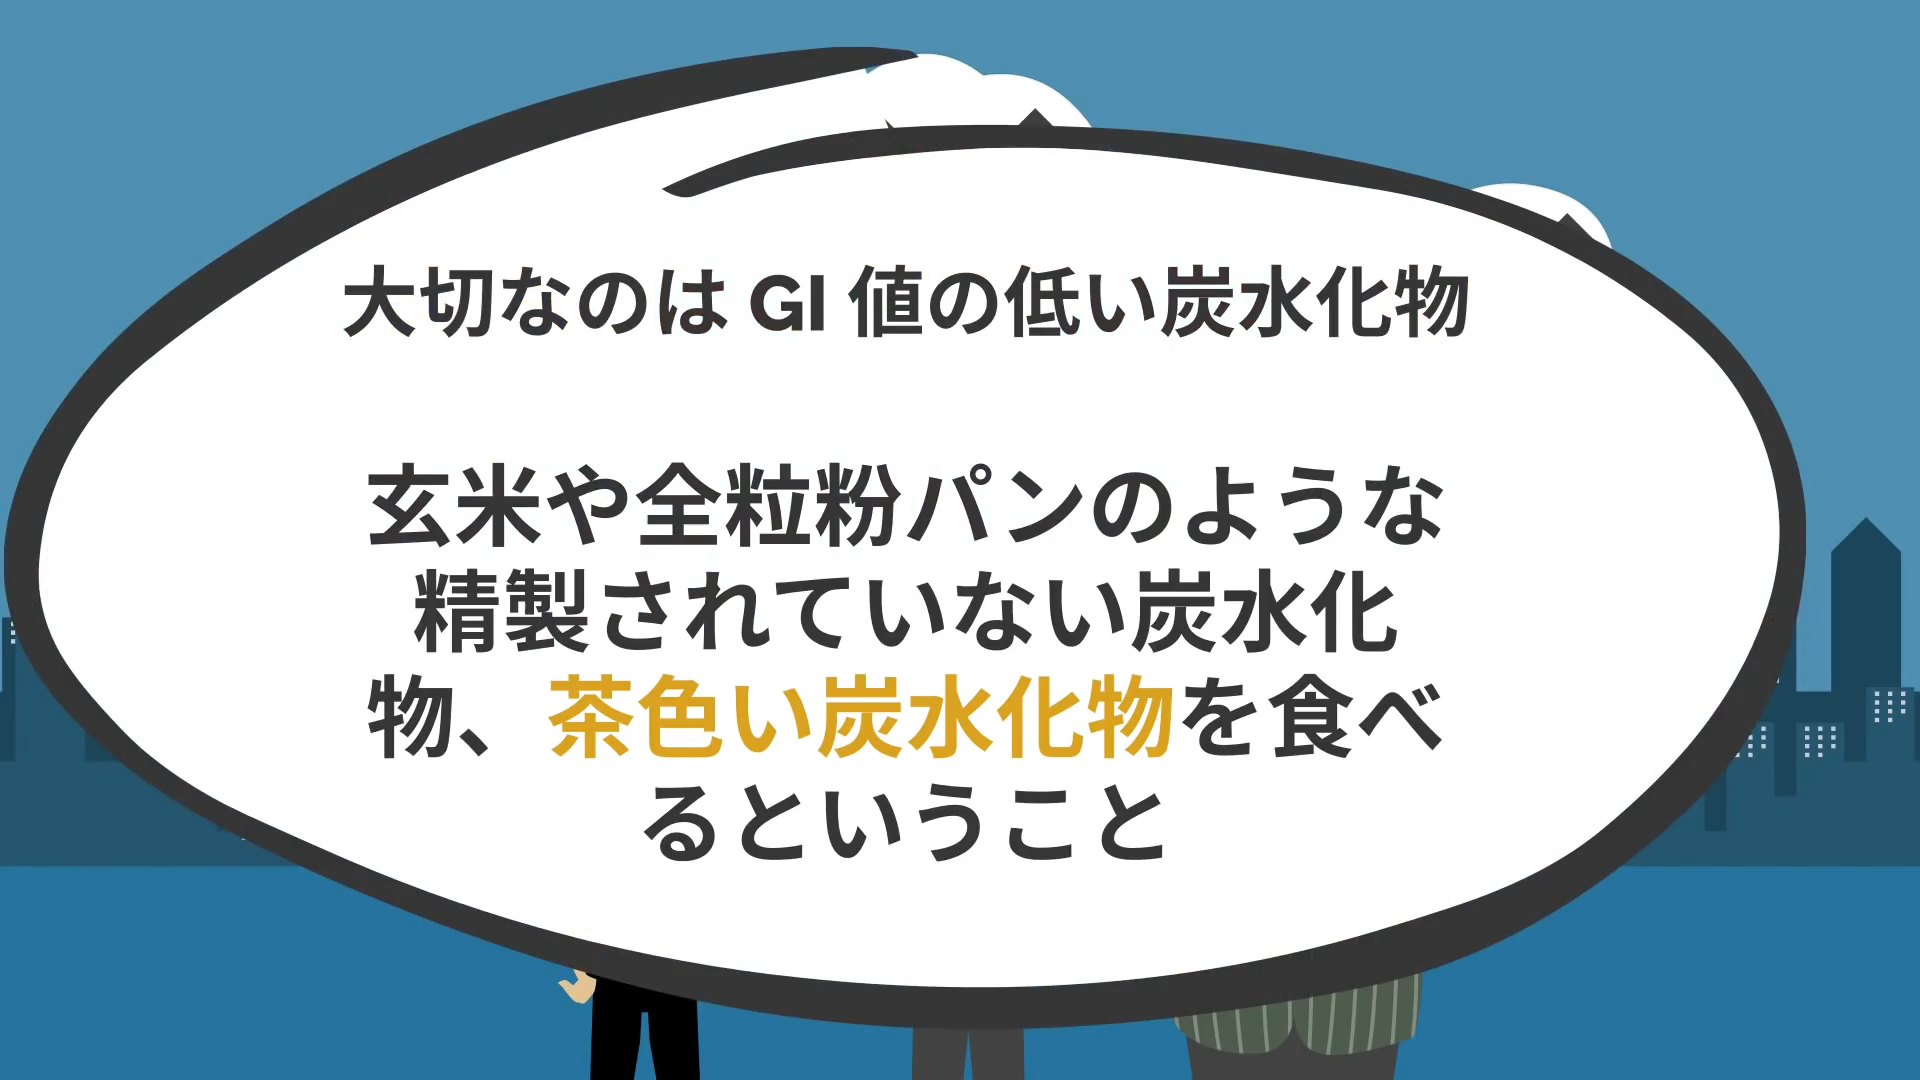 大切なのは GI 値の低い炭水化物
玄米や全粒粉パンのような
精製されていない炭水化
物、茶色い炭水化物を食べ
るということ